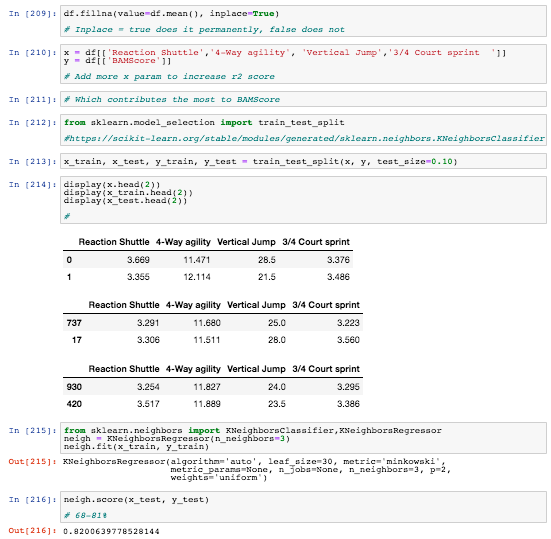 In [209]: df.fillna(value=df.mean(), inplace=True)
# Inplace = true does it permanently, false does not
In [210]: x = df[['Reaction Shuttle','4-Way agility', 'Vertical Jump','3/4 Court sprint  ']]
y = df[['BAMScore']]
# Add more x param to increase r2 score
In [211]: # Which contributes the most to BAMScore
In [212]: from sklearn.model_selection import train_test_split
#https://scikit-learn.org/stable/modules/generated/sklearn.neighbors.KNeighborsClassifier
In [213]: x_train, x_test, y_train, y_test = train_test_split(x, y, test_size=0.10)
In [214]: display(x.head(2))
display(x_train.head(2))
display(x_test.head(2))
#
Reaction Shuttle 4-Way agility Vertical Jump 3/4 Court sprint
0 3.669 11.471 28.5 3.376
1 3.355 12.114 21.5 3.486
Reaction Shuttle 4-Way agility Vertical Jump 3/4 Court sprint
737 3.291 11.680 25.0 3.223
17 3.306 11.511 28.0 3.560
Reaction Shuttle 4-Way agility Vertical Jump 3/4 Court sprint
930 3.254 11.827 24.0 3.295
420 3.517 11.889 23.5 3.386
In [215]: from sklearn.neighbors import KNeighborsClassifier,KNeighborsRegressor
neigh = KNeighborsRegressor(n_neighbors=3)
neigh.fit(x_train, y_train)
Out[215]: KNeighborsRegressor(algorithm='auto', leaf_size=30, metric='minkowski',
metric_params=None, n_jobs=None, n_neighbors=3, p=2,
weights='uniform')
In [216]: neigh.score(x_test, y_test)
# 68-81%
Out[216]: 0.8200639778528144